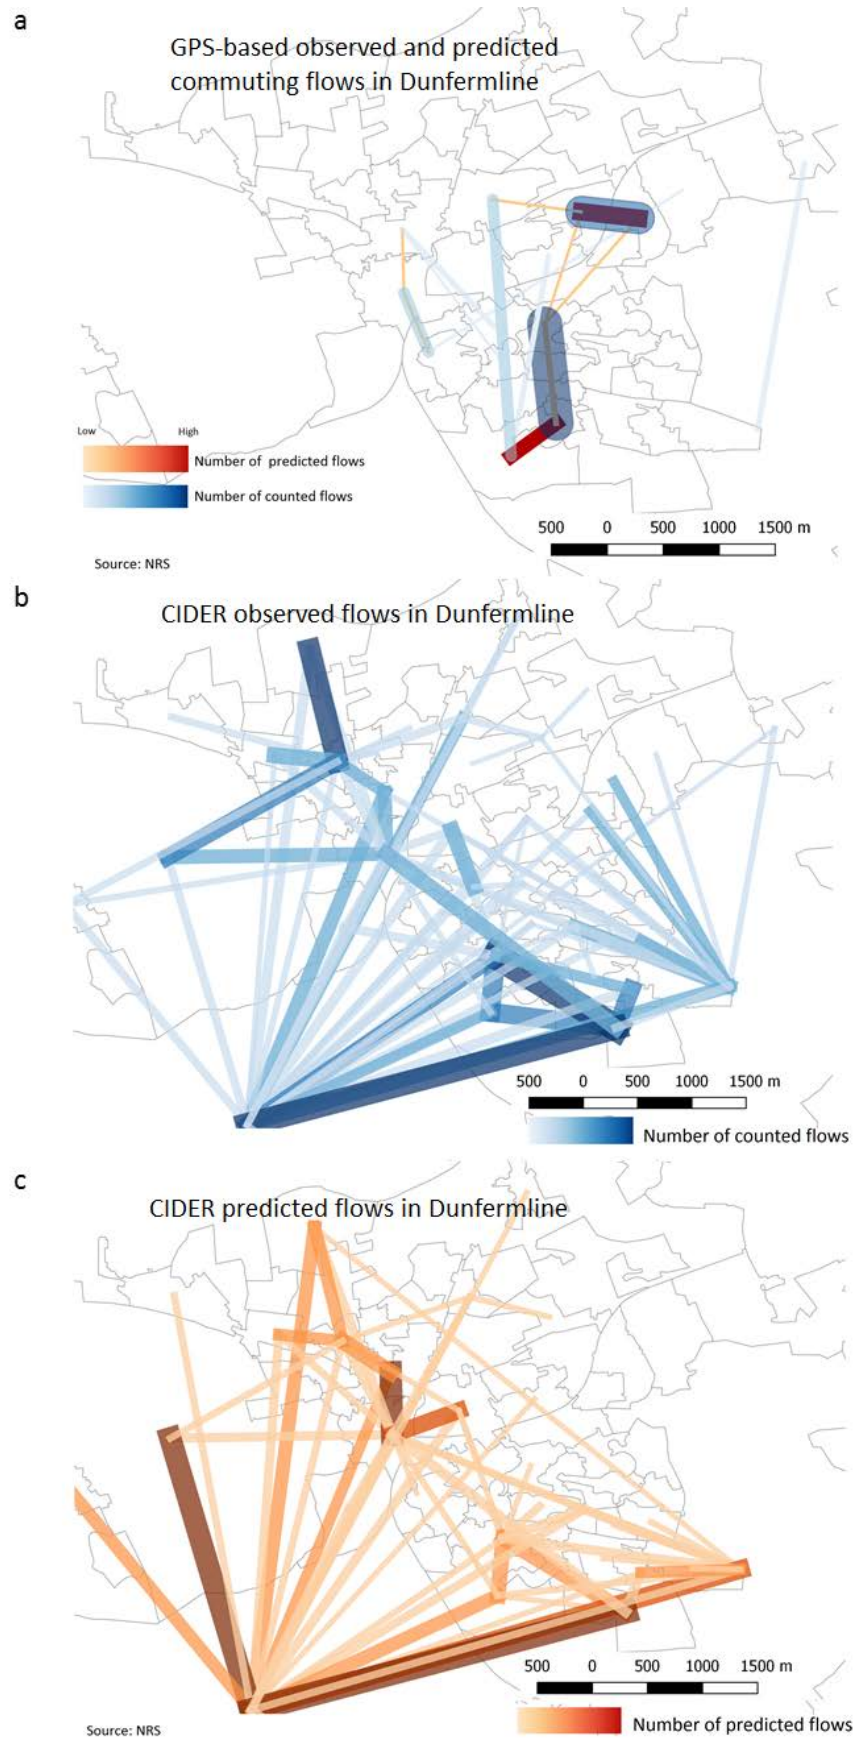 a
GPS-based observed and predicted
commuting flows in Dunfermline
Low High
Number of predicted flows
Number of counted flows
500 0 500 1000 1500 m
Source: NRS
b
CIDER observed flows in Dunfermline
500 0 500 1000 1500 m
Number of counted flows
c
CIDER predicted flows in Dunfermline
500 0 500 1000 1500 m
Number of predicted flows
Source: NRS